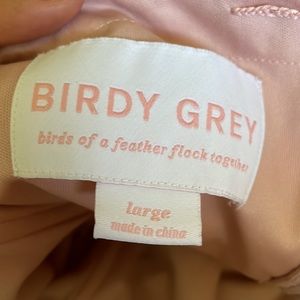 BIRDY GREY
birds of a feather flock together
large
made in china